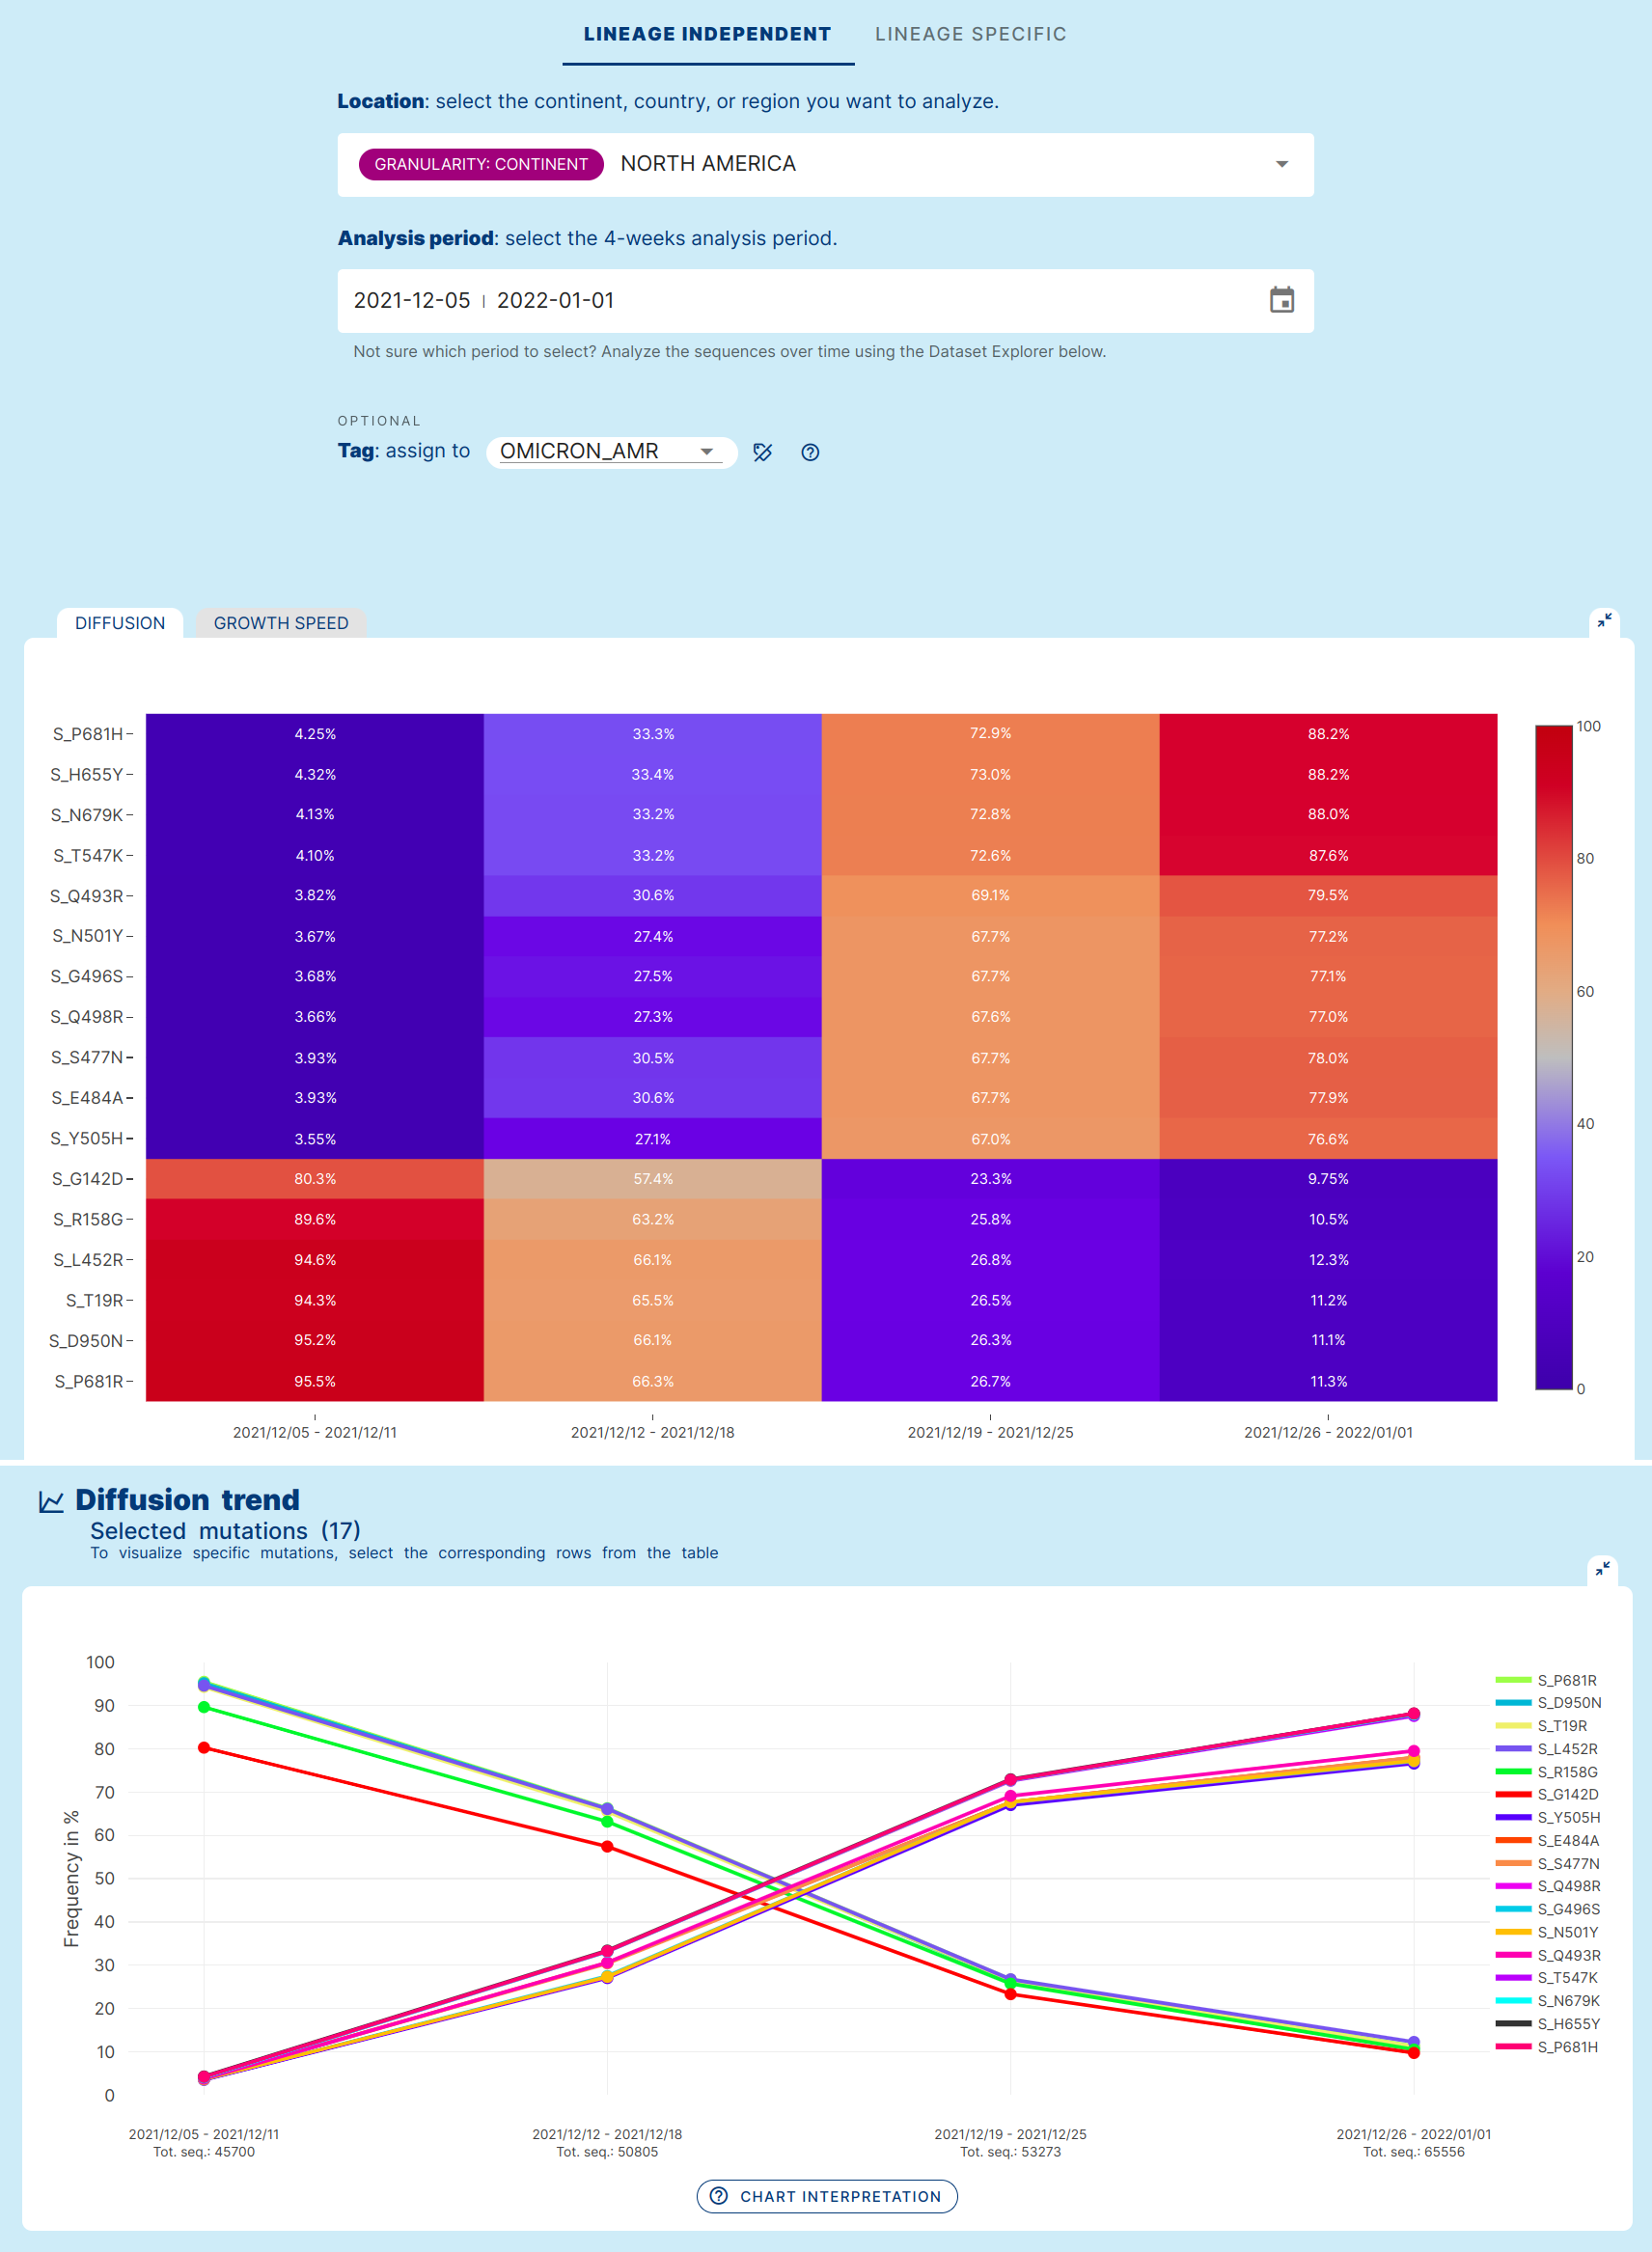 LINEAGE INDEPENDENT LINEAGE SPECIFIC
Location: select the continent, country, or region you want to analyze.
GRANULARITY: CONTINENT NORTH AMERICA
Analysis period: select the 4-weeks analysis period.
2021-12-05 | 2022-01-01
Not sure which period to select? Analyze the sequences over time using the Dataset Explorer below.
OPTIONAL
Tag: assign to OMICRON_AMR
DIFFUSION GROWTH SPEED
S_P681H 4.25% 33.3% 72.9% 88.2%
S_H655Y 4.32% 33.4% 73.0% 88.2%
S_N679K 4.13% 33.2% 72.8% 88.0%
S_T547K 4.10% 33.2% 72.6% 87.6%
S_Q493R 3.82% 30.6% 69.1% 79.5%
S_N501Y 3.67% 27.4% 67.7% 77.2%
S_G496S 3.68% 27.5% 67.7% 77.1%
S_Q498R 3.66% 27.3% 67.6% 77.0%
S_S477N 3.93% 30.5% 67.7% 78.0%
S_E484A 3.93% 30.6% 67.7% 77.9%
S_Y505H 3.55% 27.1% 67.0% 76.6%
S_G142D 80.3% 57.4% 23.3% 9.75%
S_R158G 89.6% 63.2% 25.8% 10.5%
S_L452R 94.6% 66.1% 26.8% 12.3%
S_T19R 94.3% 65.5% 26.5% 11.2%
S_D950N 95.2% 66.1% 26.3% 11.1%
S_P681R 95.5% 66.3% 26.7% 11.3%
100
80
60
40
20
0
2021/12/05 - 2021/12/11 2021/12/12 - 2021/12/18 2021/12/19 - 2021/12/25 2021/12/26 - 2022/01/01
Diffusion trend
Selected mutations (17)
To visualize specific mutations, select the corresponding rows from the table
Frequency in %
100
90
80
70
60
50
40
30
20
10
0
S_P681R
S_D950N
S_T19R
S_L452R
S_R158G
S_G142D
S_Y505H
S_E484A
S_S477N
S_Q498R
S_G496S
S_N501Y
S_Q493R
S_T547K
S_N679K
S_H655Y
S_P681H
2021/12/05 - 2021/12/11 2021/12/12 - 2021/12/18 2021/12/19 - 2021/12/25 2021/12/26 - 2022/01/01
Tot. seq.: 45700 Tot. seq.: 50805 Tot. seq.: 53273 Tot. seq.: 65556
CHART INTERPRETATION